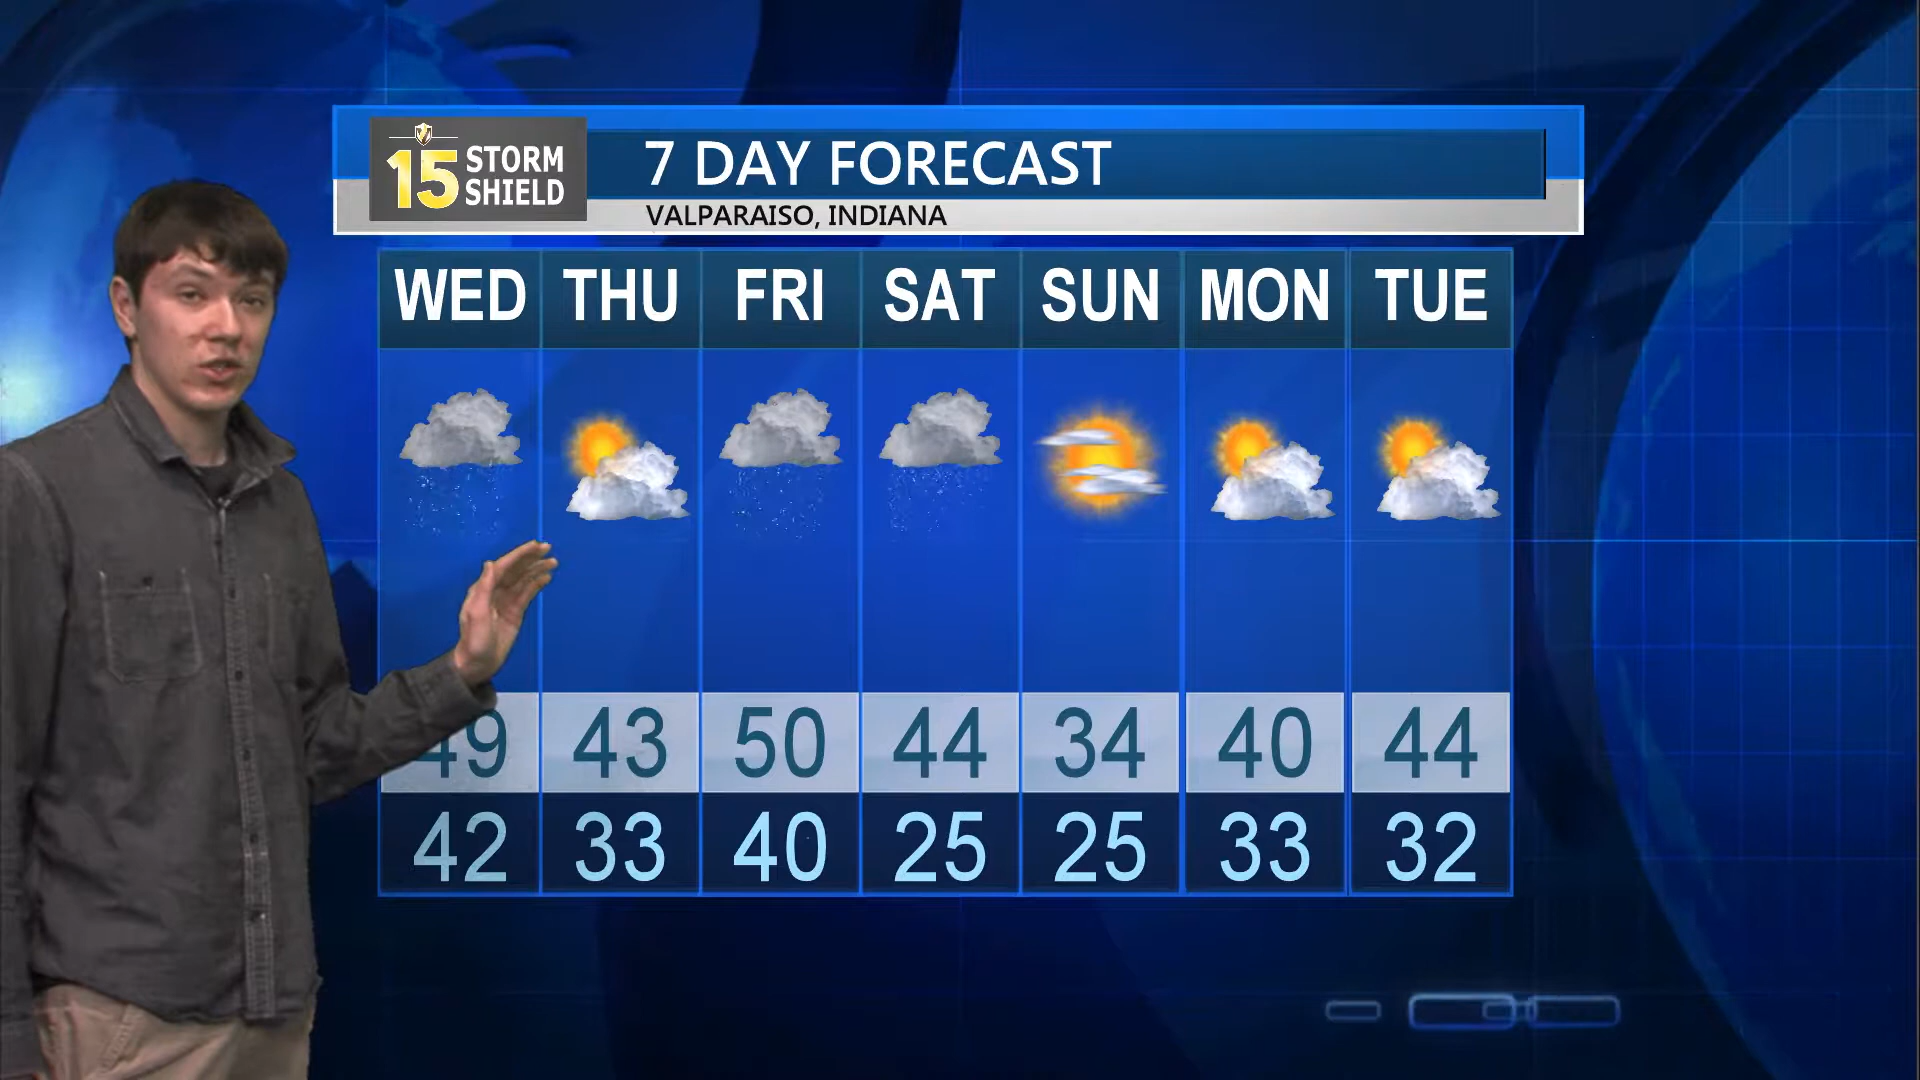 15 STORM SHIELD
7 DAY FORECAST
VALPARAISO, INDIANA
WED THU FRI SAT SUN MON TUE
49 43 50 44 34 40 44
42 33 40 25 25 33 32